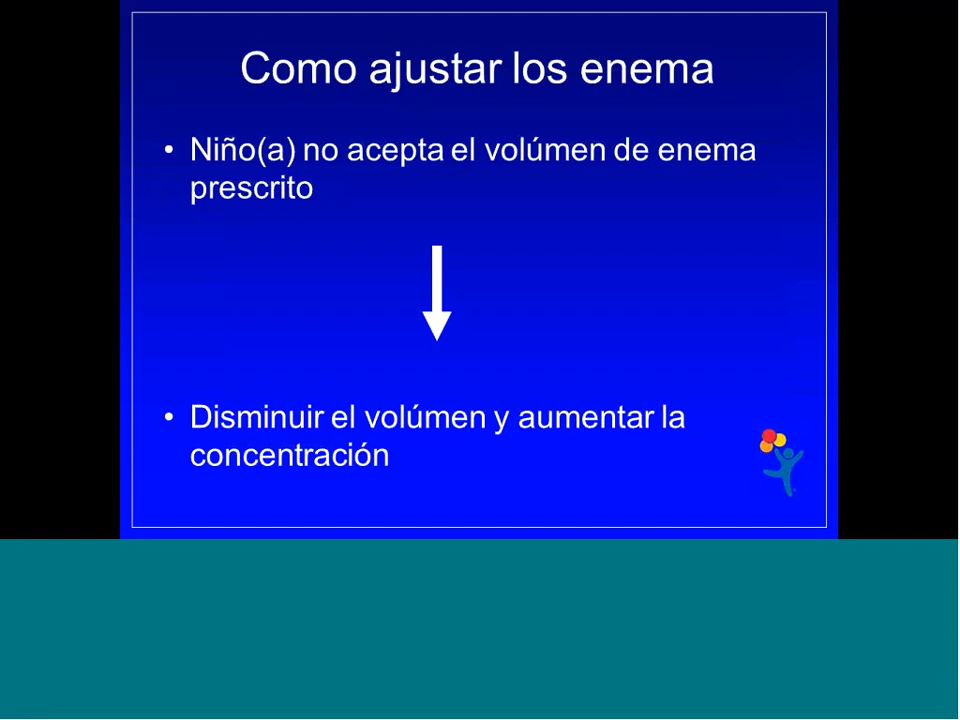 Como ajustar los enema
• Niño(a) no acepta el volúmen de enema
prescrito
• Disminuir el volúmen y aumentar la
concentración